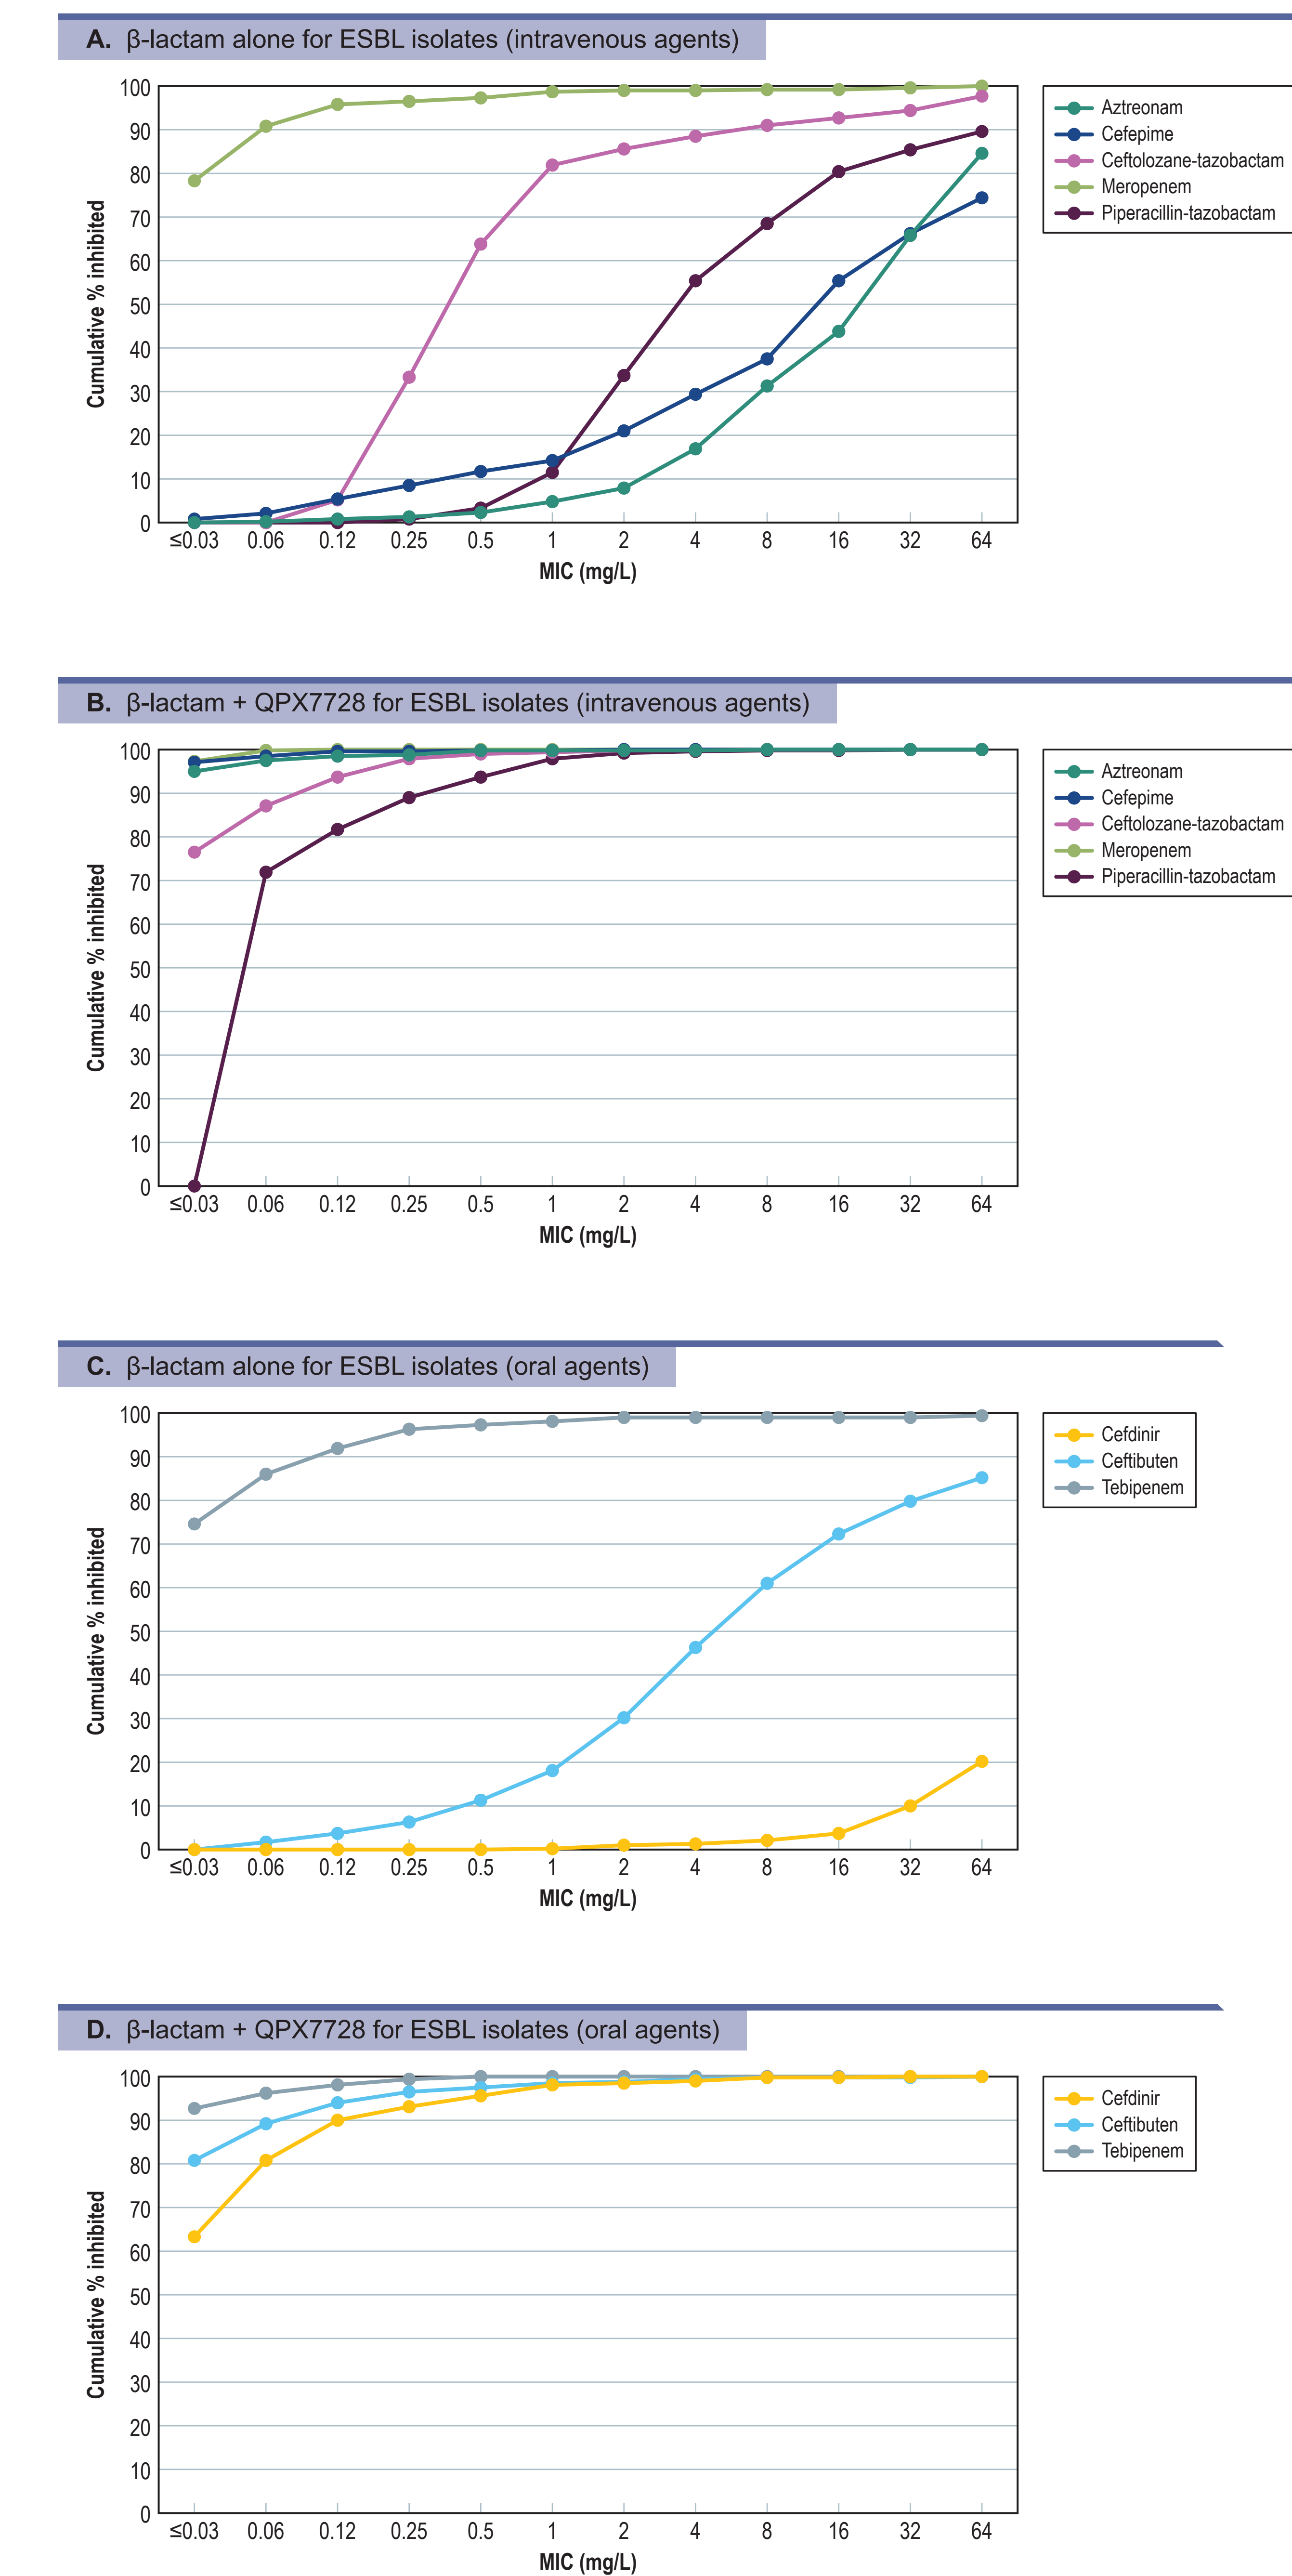 A. β-lactam alone for ESBL isolates (intravenous agents)
100
90
80
70
60
50
40
30
20
10
0
Cumulative % inhibited
≤0.03 0.06 0.12 0.25 0.5 1 2 4 8 16 32 64
MIC (mg/L)
Aztreonam
Cefepime
Ceftolozane-tazobactam
Meropenem
Piperacillin-tazobactam
B. β-lactam + QPX7728 for ESBL isolates (intravenous agents)
100
90
80
70
60
50
40
30
20
10
0
Cumulative % inhibited
≤0.03 0.06 0.12 0.25 0.5 1 2 4 8 16 32 64
MIC (mg/L)
Aztreonam
Cefepime
Ceftolozane-tazobactam
Meropenem
Piperacillin-tazobactam
C. β-lactam alone for ESBL isolates (oral agents)
100
90
80
70
60
50
40
30
20
10
0
Cumulative % inhibited
≤0.03 0.06 0.12 0.25 0.5 1 2 4 8 16 32 64
MIC (mg/L)
Cefdinir
Ceftibuten
Tebipenem
D. β-lactam + QPX7728 for ESBL isolates (oral agents)
100
90
80
70
60
50
40
30
20
10
0
Cumulative % inhibited
≤0.03 0.06 0.12 0.25 0.5 1 2 4 8 16 32 64
MIC (mg/L)
Cefdinir
Ceftibuten
Tebipenem